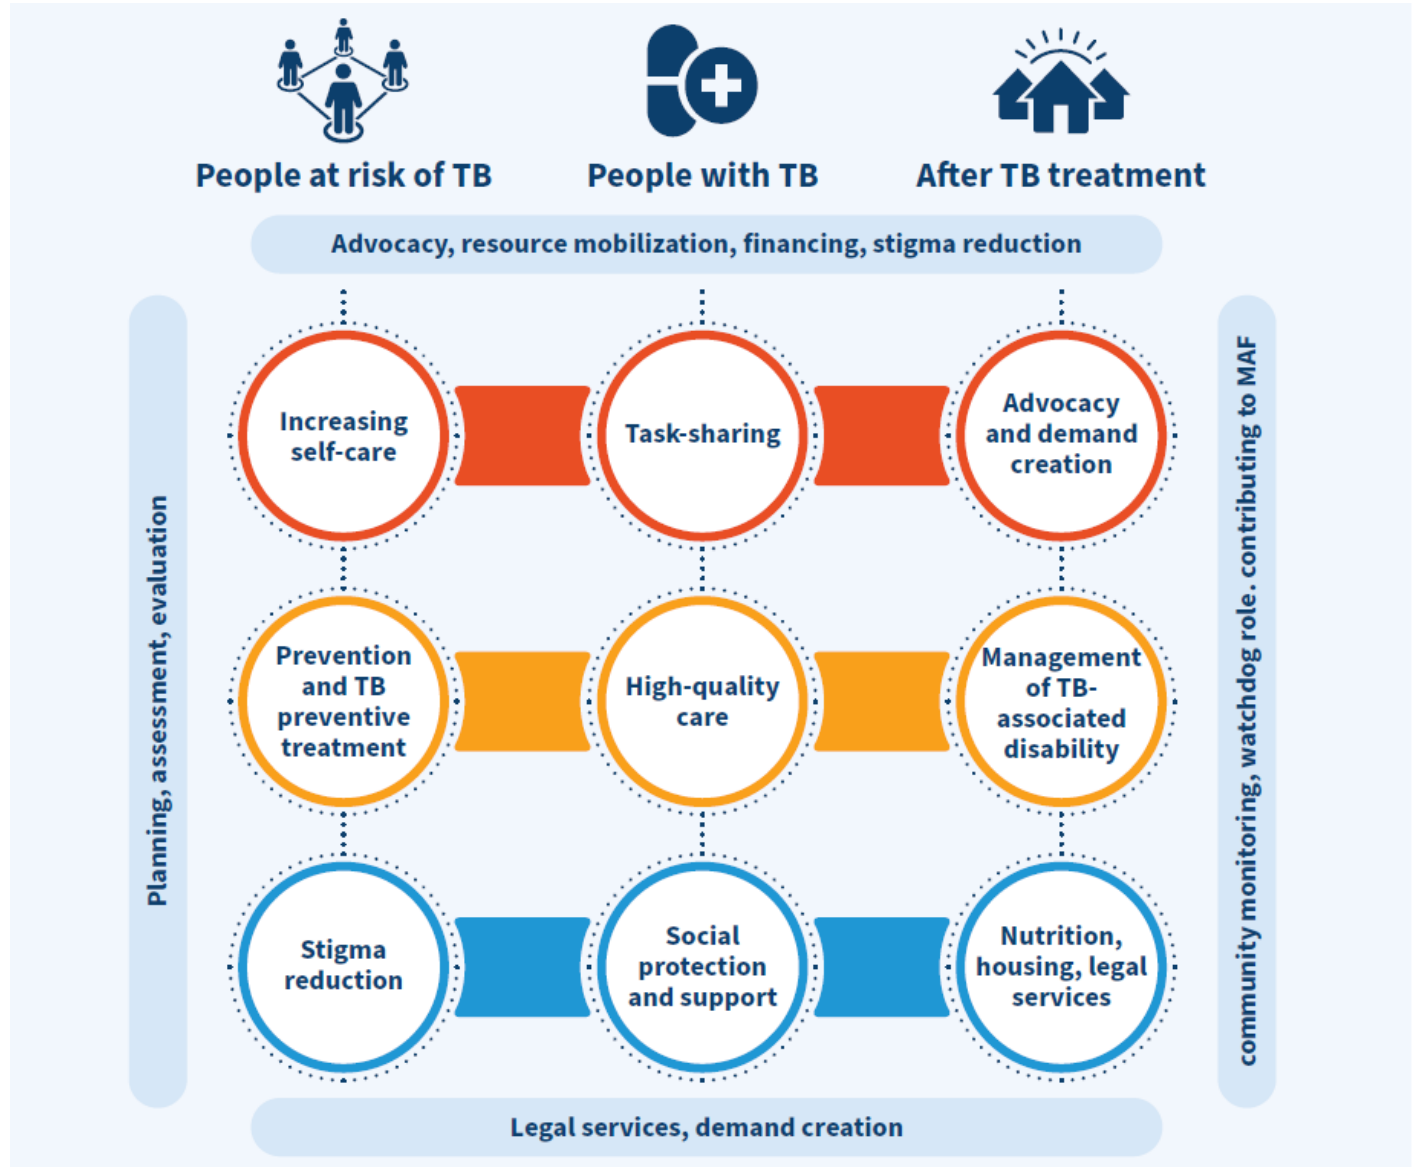 People at risk of TB
People with TB
After TB treatment
Advocacy, resource mobilization, financing, stigma reduction
Planning, assessment, evaluation
Increasing
self-care
Task-sharing
Advocacy
and demand
creation
Prevention
and TB
preventive
treatment
High-quality
care
Management
of TB-
associated
disability
Stigma
reduction
Social
protection
and support
Nutrition,
housing, legal
services
community monitoring, watchdog role. contributing to MAF
Legal services, demand creation